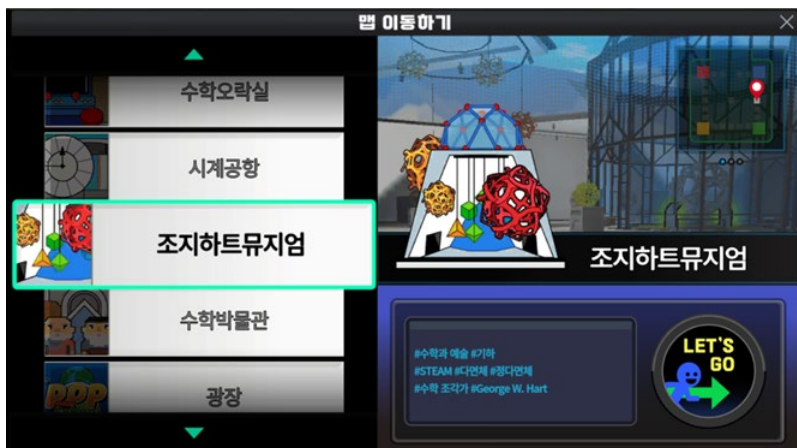 맵 이동하기
수학오락실
시계공항
조지하트뮤지엄
수학박물관
광장
POP
조지하트뮤지엄
#수학과 예술 #기하
#STEAM #다면체 #정다면체
#수학 조각가 #George W. Hart
LET'S
GO